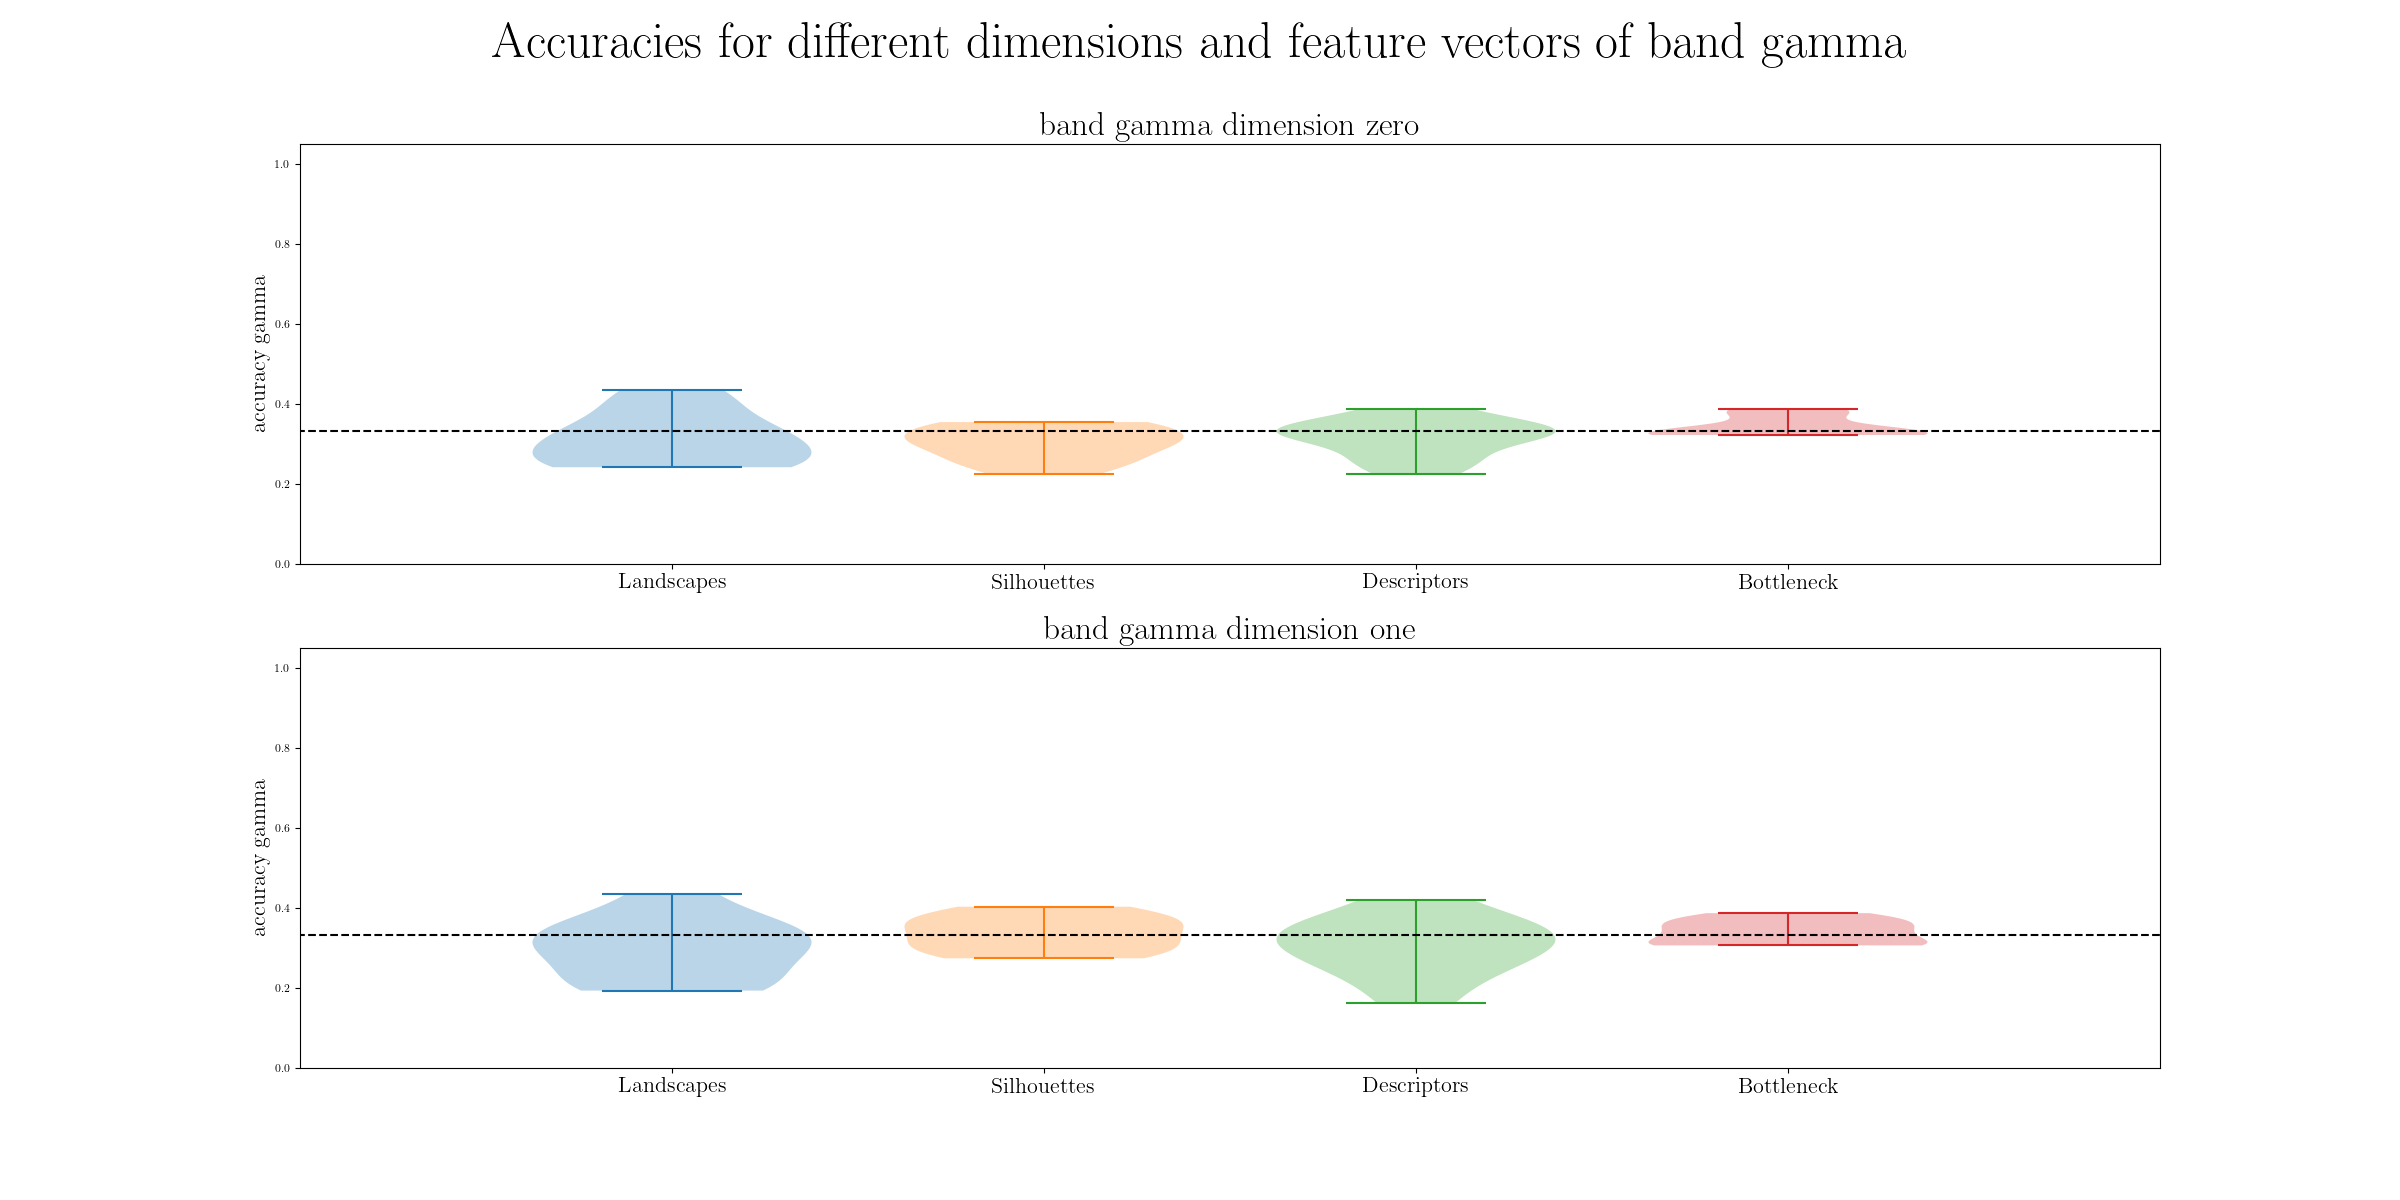 Accuracies for different dimensions and feature vectors of band gamma
band gamma dimension zero
accuracy gamma
1.0
0.8
0.6
0.4
0.2
0.0
Landscapes Silhouettes Descriptors Bottleneck
band gamma dimension one
accuracy gamma
1.0
0.8
0.6
0.4
0.2
0.0
Landscapes Silhouettes Descriptors Bottleneck